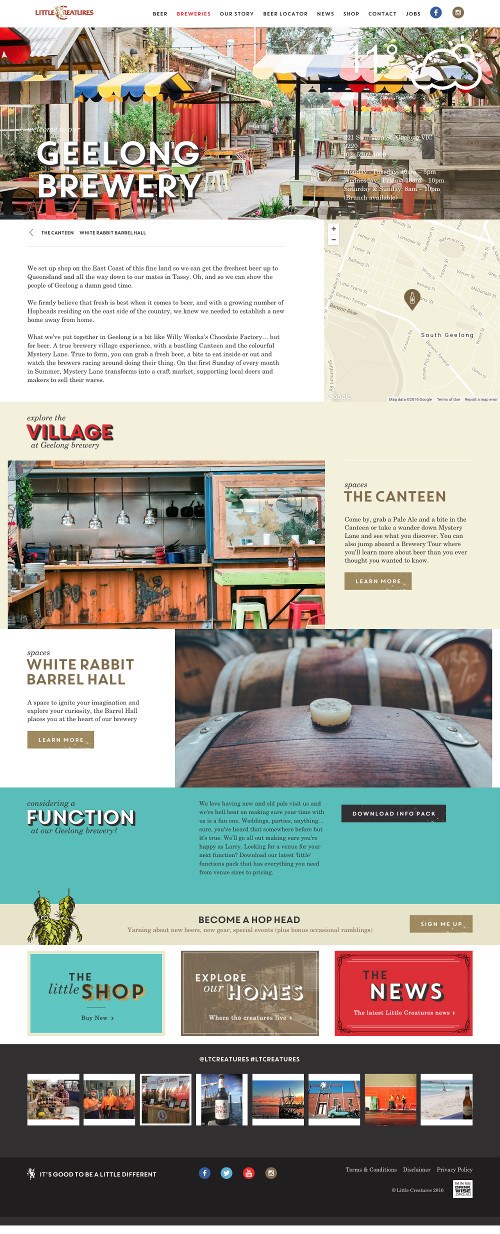 LITTLE CREATURES
BEER BREWERIES OUR STORY BEER LOCATOR NEWS SHOP CONTACT JOBS
11°
welcome to our
GEELONG
BREWERY
Geelong VIC
3220
(Brunch available)
THE CANTEEN WHITE RABBIT BARREL HALL
We set up shop on the East Coast of this fine land so we can get the freshest beer up to
Queensland and all the way down to our mates in Tassy. Oh, and so we can show the
people of Geelong a damn good time.
We firmly believe that fresh is best when it comes to beer, and with a growing number of
Hopheads residing on the east side of the country, we knew we needed to establish a new
home away from home.
What we've put together in Geelong is a bit like Willy Wonka's Chocolate Factory... but
for beer. A true brewery village experience, with a bustling Canteen and the colourful
Mystery Lane. True to form, you can grab a fresh beer, a bite to eat inside or out and
watch the brewers racing around doing their thing. On the first Sunday of every month
in Summer, Mystery Lane transforms into a craft market, supporting local doers and
makers to sell their wares.
+
−
South Geelong
Google
Map data ©2016 Google Terms of Use Report a map error
explore the
VILLAGE
at Geelong brewery
spaces
THE CANTEEN
Come by, grab a Pale Ale and a bite in the
Canteen or take a wander down Mystery
Lane and see what you discover. You can
also jump aboard a Brewery Tour where
you'll learn more about beer than you ever
thought you wanted to know.
LEARN MORE
spaces
WHITE RABBIT
BARREL HALL
A space to ignite your imagination and
explore your curiosity, the Barrel Hall
places you at the heart of our brewery
LEARN MORE
considering a
FUNCTION
at our Geelong brewery?
We love having new and old pals visit us and
we're hell bent on making sure your time with
us is a fun one. Weddings, parties, anything...
sure, you've heard that somewhere before but
it's true. We'll go all out making sure you're
happy as Larry. Looking for a venue for your
next function? Download our latest 'little'
functions pack that has everything you need
from venue sizes to pricing.
DOWNLOAD INFO PACK
BECOME A HOP HEAD
Yarning about new beers, new gear, special events (plus bonus occasional ramblings)
SIGN ME UP
THE
little SHOP
Buy Now >
EXPLORE
our HOMES
Where the creatures live >
THE
NEWS
The latest Little Creatures news >
@LTCREATURES #LTCREATURES
IT'S GOOD TO BE A LITTLE DIFFERENT
Terms & Conditions Disclaimer Privacy Policy
© Little Creatures 2016
DRINK
WISE